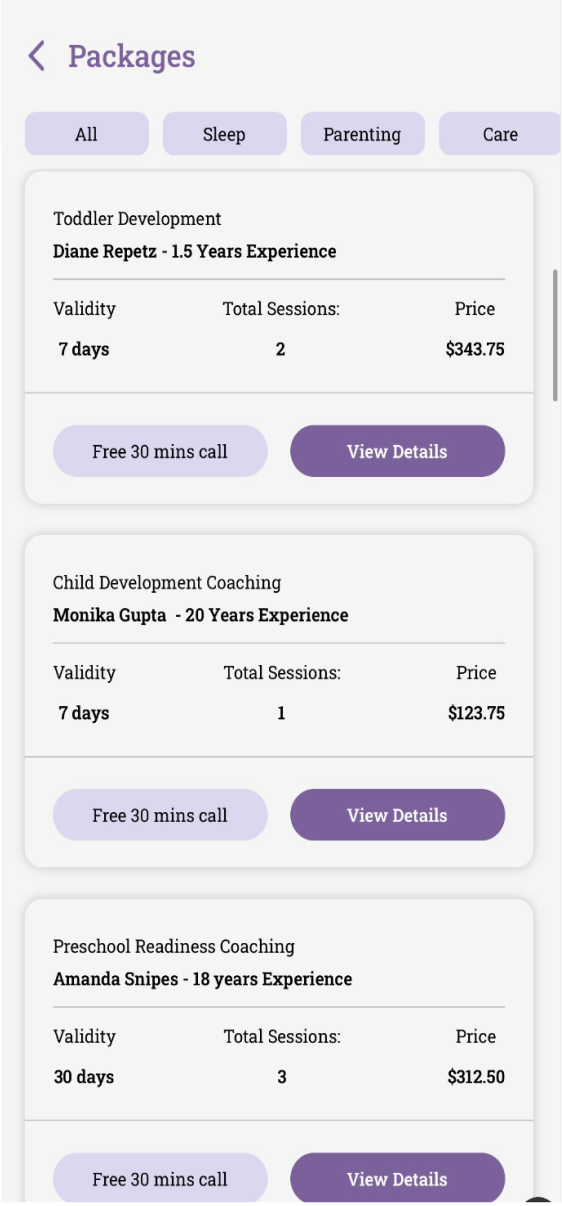 Packages
All Sleep Parenting Care
Toddler Development
Diane Repetz - 1.5 Years Experience
Validity Total Sessions: Price
7 days 2 $343.75
Free 30 mins call View Details
Child Development Coaching
Monika Gupta  - 20 Years Experience
Validity Total Sessions: Price
7 days 1 $123.75
Free 30 mins call View Details
Preschool Readiness Coaching
Amanda Snipes - 18 years Experience
Validity Total Sessions: Price
30 days 3 $312.50
Free 30 mins call View Details